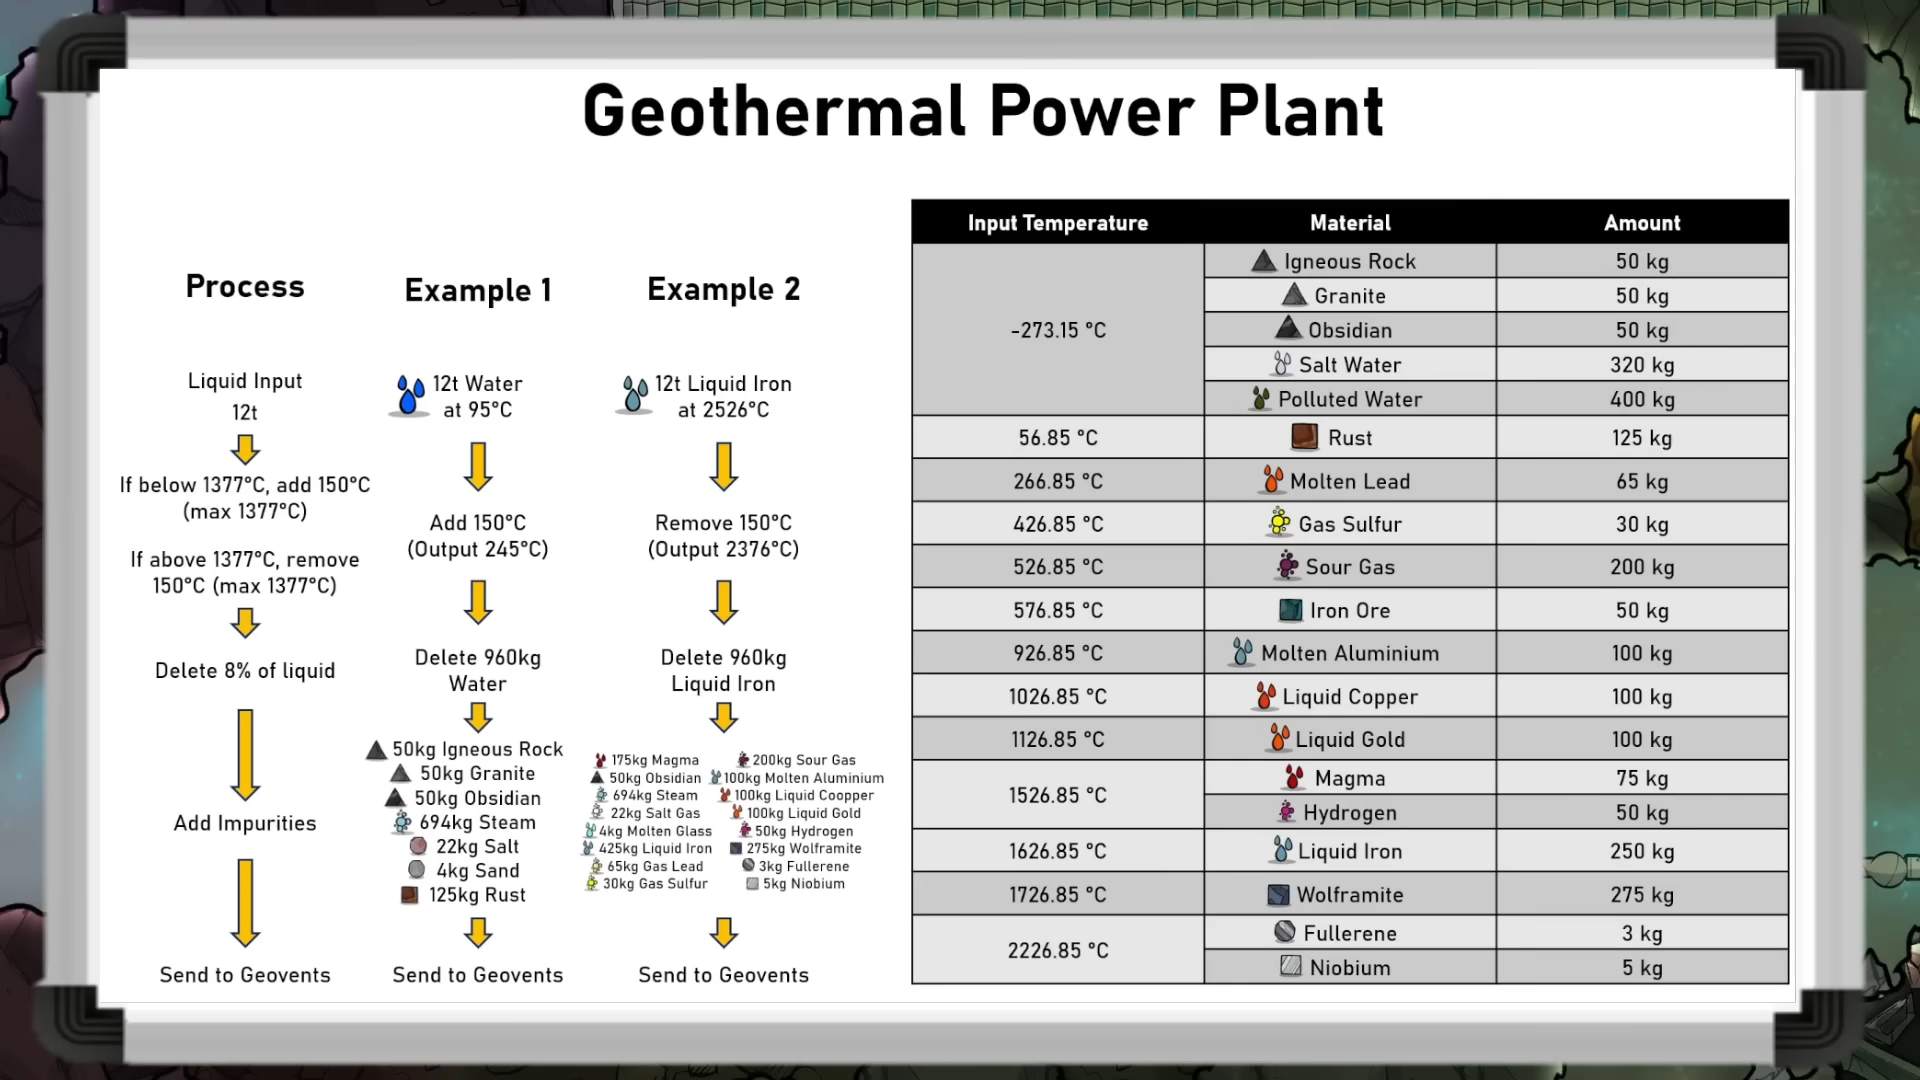 Geothermal Power Plant
Process
Liquid Input
12t
If below 1377°C, add 150°C
(max 1377°C)
If above 1377°C, remove
150°C (max 1377°C)
Delete 8% of liquid
Add Impurities
Send to Geovents
Example 1
12t Water
at 95°C
Add 150°C
(Output 245°C)
Delete 960kg
Water
50kg Igneous Rock
50kg Granite
50kg Obsidian
694kg Steam
22kg Salt
4kg Sand
125kg Rust
Send to Geovents
Example 2
12t Liquid Iron
at 2526°C
Remove 150°C
(Output 2376°C)
Delete 960kg
Liquid Iron
175kg Magma
50kg Obsidian
694kg Steam
22kg Salt Gas
4kg Molten Glass
425kg Liquid Iron
65kg Gas Lead
30kg Gas Sulfur
200kg Sour Gas
100kg Molten Aluminium
100kg Liquid Coopper
100kg Liquid Gold
50kg Hydrogen
275kg Wolframite
3kg Fullerene
5kg Niobium
Send to Geovents
Input Temperature Material Amount
-273.15 °C
Igneous Rock 50 kg
Granite 50 kg
Obsidian 50 kg
Salt Water 320 kg
Polluted Water 400 kg
56.85 °C Rust 125 kg
266.85 °C Molten Lead 65 kg
426.85 °C Gas Sulfur 30 kg
526.85 °C Sour Gas 200 kg
576.85 °C Iron Ore 50 kg
926.85 °C Molten Aluminium 100 kg
1026.85 °C Liquid Copper 100 kg
1126.85 °C Liquid Gold 100 kg
1526.85 °C
Magma 75 kg
Hydrogen 50 kg
1626.85 °C Liquid Iron 250 kg
1726.85 °C Wolframite 275 kg
2226.85 °C
Fullerene 3 kg
Niobium 5 kg